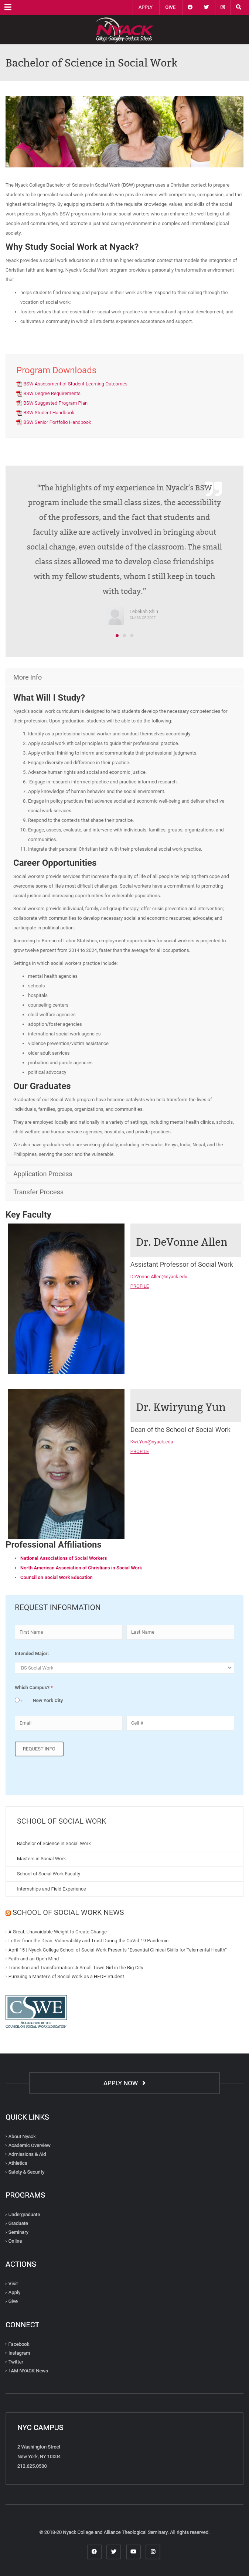 APPLY GIVE
NYACK
College•Seminary•Graduate School
Bachelor of Science in Social Work
The Nyack College Bachelor of Science in Social Work (BSW) program uses a Christian context to prepare
students to be generalist social work professionals who provide service with competence, compassion, and the
highest ethical integrity. By equipping students with the requisite knowledge, values, and skills of the social
work profession, Nyack's BSW program aims to raise social workers who can enhance the well-being of all
people and communities, and promote a just and caring environment in a complex and interrelated global
society.
Why Study Social Work at Nyack?
Nyack provides a social work education in a Christian higher education context that models the integration of
Christian faith and learning. Nyack's Social Work program provides a personally transformative environment
that:
helps students find meaning and purpose in their work as they respond to their calling through the
vocation of social work;
fosters virtues that are essential for social work practice via personal and spiritual development; and
cultivates a community in which all students experience acceptance and support.
Program Downloads
BSW Assessment of Student Learning Outcomes
BSW Degree Requirements
BSW Suggested Program Plan
BSW Student Handbook
BSW Senior Portfolio Handbook
"The highlights of my experience in Nyack's BSW
program include the small class sizes, the accessibility
of the professors, and the fact that students and
faculty alike are actively involved in bringing about
social change, even outside of the classroom. The small
class sizes allowed me to develop close friendships
with my fellow students, whom I still keep in touch
with today."
More Info
What Will I Study?
Nyack's social work curriculum is designed to help students develop the necessary competencies for
their profession. Upon graduation, students will be able to do the following:
1. Identify as a professional social worker and conduct themselves accordingly.
2. Apply social work ethical principles to guide their professional practice.
3. Apply critical thinking to inform and communicate their professional judgments.
4. Engage diversity and difference in their practice.
5. Advance human rights and social and economic justice.
6. Engage in research-informed practice and practice-informed research.
7. Apply knowledge of human behavior and the social environment.
8. Engage in policy practices that advance social and economic well-being and deliver effective
social work services.
9. Respond to the contexts that shape their practice.
10. Engage, assess, evaluate, and intervene with individuals, families, groups, organizations, and
communities.
11. Integrate their personal Christian faith with their professional social work practice.
Career Opportunities
Social workers provide services that increase the quality of life of all people by helping them cope and
overcome some of life's most difficult challenges. Social workers have a commitment to promoting
social justice and increasing opportunities for vulnerable populations.
Social workers provide individual, family, and group therapy; offer crisis prevention and intervention;
collaborate with communities to develop necessary social and economic resources; advocate; and
participate in political action.
According to Bureau of Labor Statistics, employment opportunities for social workers is projected to
grow twelve percent from 2014 to 2024, faster than the average for all occupations.
Settings in which social workers practice include:
mental health agencies
schools
hospitals
counseling centers
child welfare agencies
adoption/foster agencies
international social work agencies
violence prevention/victim assistance
older adult services
probation and parole agencies
political advocacy
Our Graduates
Graduates of our Social Work program have become catalysts who help transform the lives of
individuals, families, groups, organizations, and communities.
They are employed locally and nationally in a variety of settings, including mental health clinics, schools,
child welfare and human service agencies, hospitals, and private practices.
We also have graduates who are working globally, including in Ecuador, Kenya, India, Nepal, and the
Philippines, serving the poor and the vulnerable.
Application Process
Transfer Process
Key Faculty
Dr. DeVonne Allen
Assistant Professor of Social Work
DeVonne.Allen@nyack.edu
PROFILE
Dr. Kwiryung Yun
Dean of the School of Social Work
Kwi.Yun@nyack.edu
PROFILE
Professional Affiliations
National Associations of Social Workers
North American Association of Christians in Social Work
Council on Social Work Education
REQUEST INFORMATION
First Name Last Name
Intended Major:
BS Social Work
Which Campus? *
New York City
Email Cell #
REQUEST INFO
SCHOOL OF SOCIAL WORK
Bachelor of Science in Social Work
Masters in Social Work
School of Social Work Faculty
Internships and Field Experience
SCHOOL OF SOCIAL WORK NEWS
A Great, Unavoidable Weight to Create Change
Letter from the Dean: Vulnerability and Trust During the CoVid-19 Pandemic
April 15 | Nyack College School of Social Work Presents "Essential Clinical Skills for Telemental Health"
Faith and an Open Mind
Transition and Transformation: A Small-Town Girl in the Big City
Pursuing a Master's of Social Work as a HEOP Student
CSWE
ACCREDITED BY THE
COUNCIL ON SOCIAL WORK EDUCATION
APPLY NOW
QUICK LINKS
About Nyack
Academic Overview
Admissions & Aid
Athletics
Safety & Security
PROGRAMS
Undergraduate
Graduate
Seminary
Online
ACTIONS
Visit
Apply
Give
CONNECT
Facebook
Instagram
Twitter
I AM NYACK News
NYC CAMPUS
2 Washington Street
New York, NY 10004
212.625.0500
© 2016-20 Nyack College and Alliance Theological Seminary. All rights reserved.